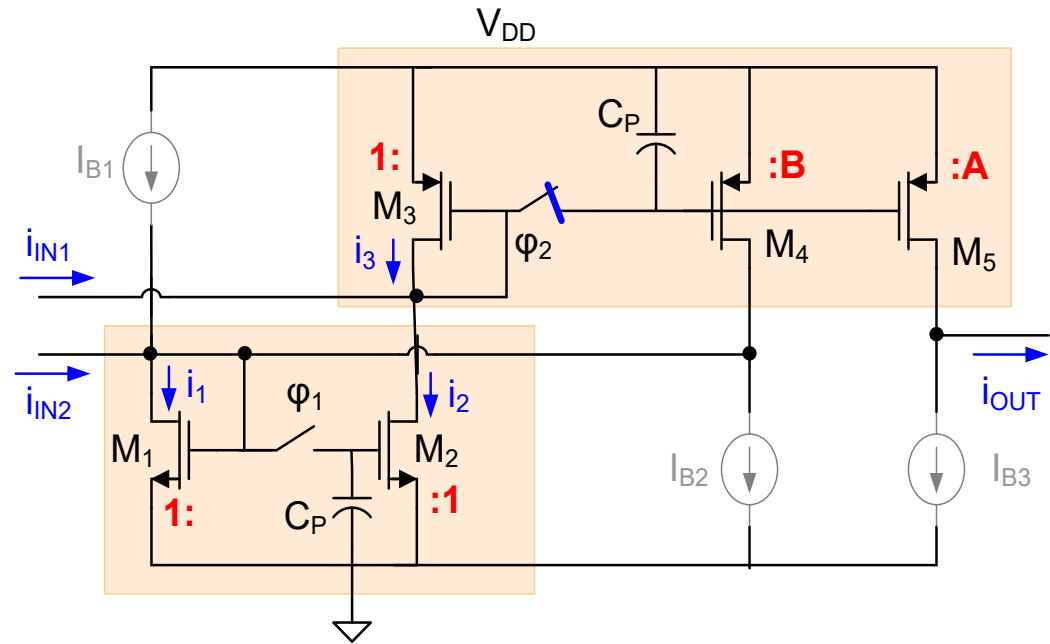 V_DD
C_P
1: :B :A
I_B1
M_3
φ_2
M_4 M_5
i_IN1 i_3
i_IN2 i_1 φ_1 i_2 i_OUT
M_1 M_2
I_B2 I_B3
1: C_P :1